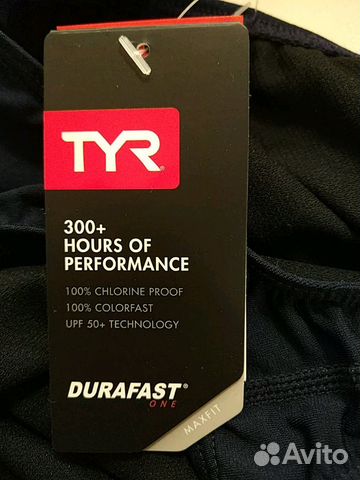 TYR
300+
HOURS OF
PERFORMANCE
100% CHLORINE PROOF
100% COLORFAST
UPF 50+ TECHNOLOGY
DURAFAST®
ONE
MAXFIT
Avito